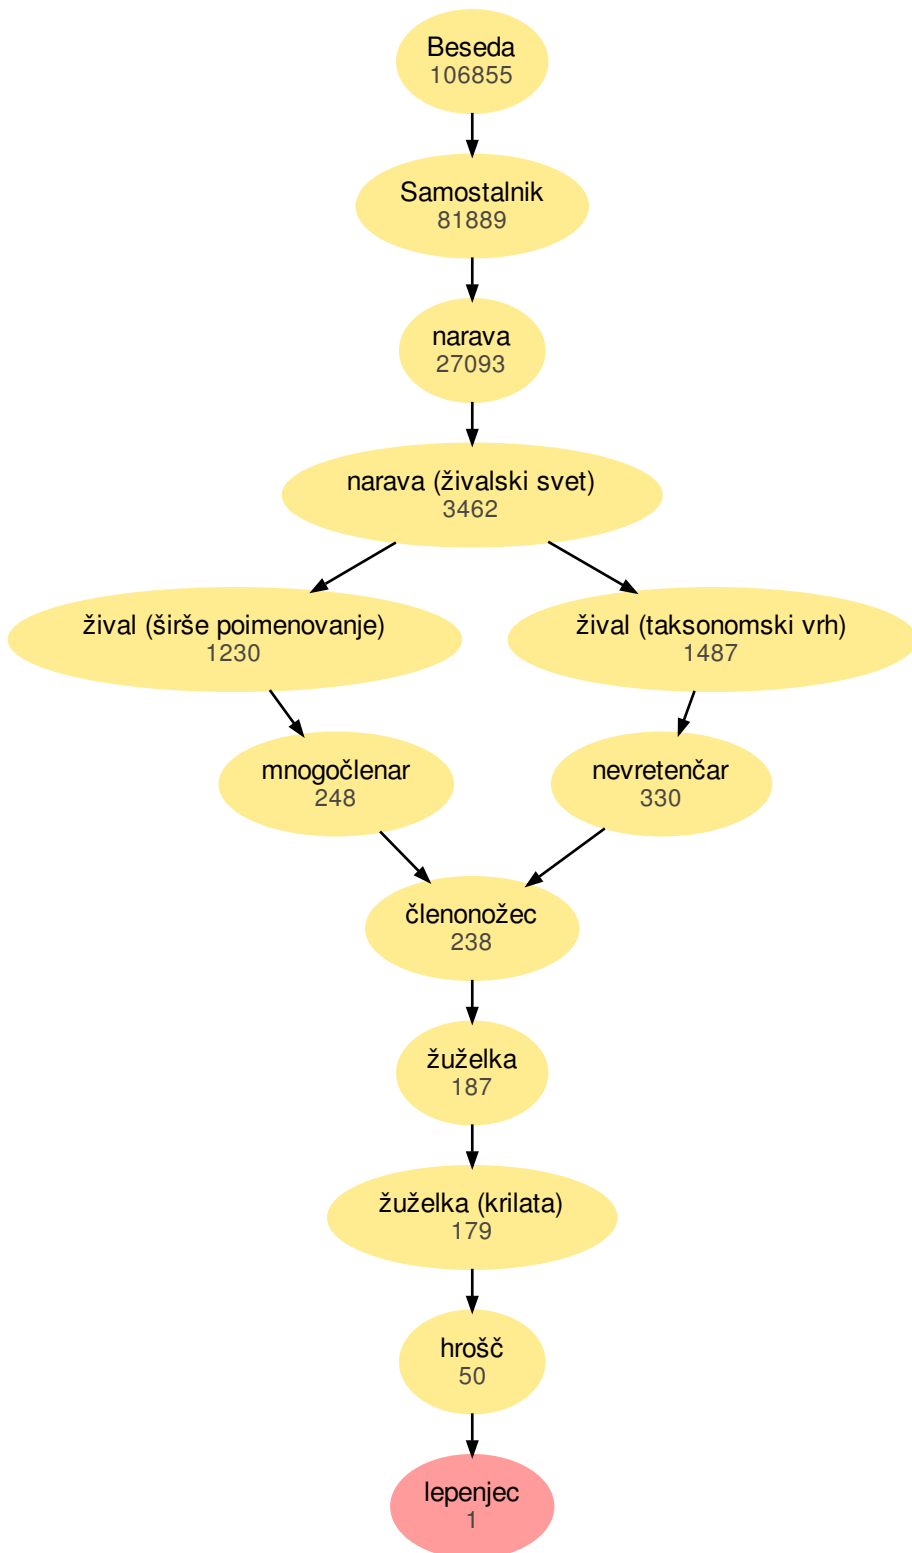 Beseda
106855
Samostalnik
81889
narava
27093
narava (živalski svet)
3462
žival (širše poimenovanje)
1230
žival (taksonomski vrh)
1487
mnogočlenar
248
nevretenčar
330
členonožec
238
žuželka
187
žuželka (krilata)
179
hrošč
50
lepenjec
1